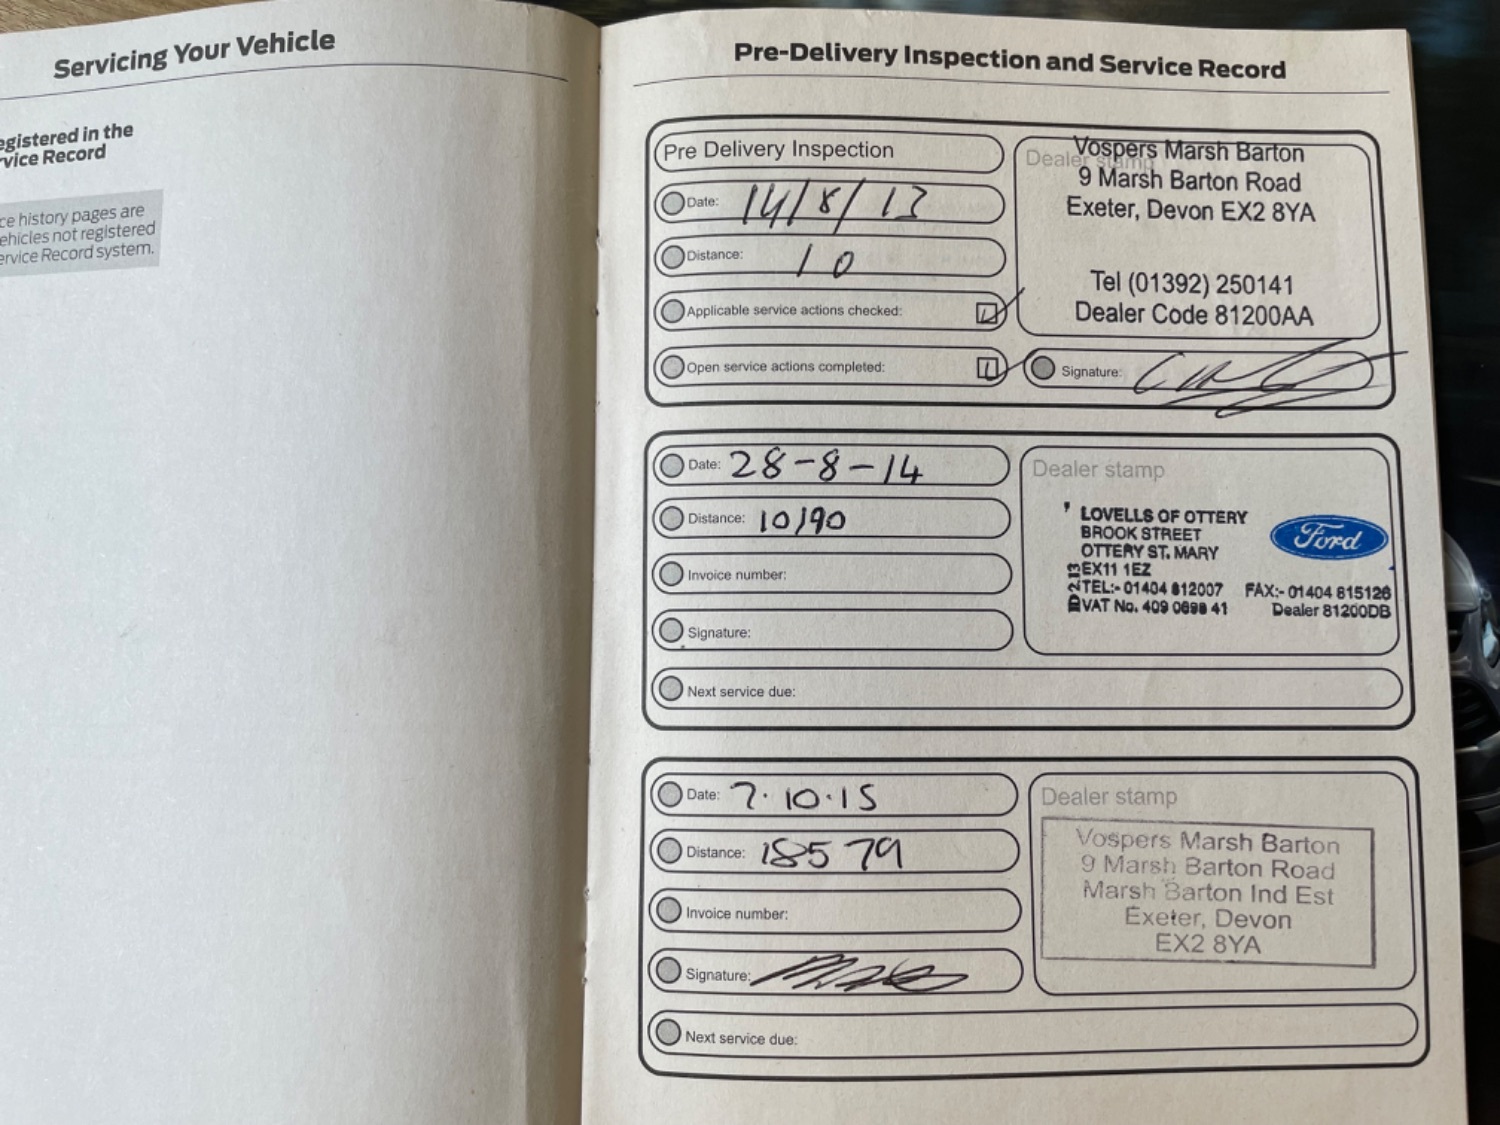 Servicing Your Vehicle
egistered in the
rvice Record
ce history pages are
ehicles not registered
ervice Record system.
Pre-Delivery Inspection and Service Record
Pre Delivery Inspection
Date: 14/8/13
Distance: 10
Applicable service actions checked:
Open service actions completed:
Dealer stamp
Vospers Marsh Barton
9 Marsh Barton Road
Exeter, Devon EX2 8YA
Tel (01392) 250141
Dealer Code 81200AA
Signature:
Date: 28-8-14
Distance: 10190
Invoice number:
Signature:
Next service due:
Dealer stamp
LOVELLS OF OTTERY
BROOK STREET
OTTERY ST. MARY
EX11 1EZ
TEL:- 01404 812007 FAX:- 01404 815126
VAT No. 409 0698 41 Dealer 81200DB
Ford
Date: 7.10.15
Distance: 18579
Invoice number:
Signature:
Next service due:
Dealer stamp
Vospers Marsh Barton
9 Marsh Barton Road
Marsh Barton Ind Est
Exeter, Devon
EX2 8YA